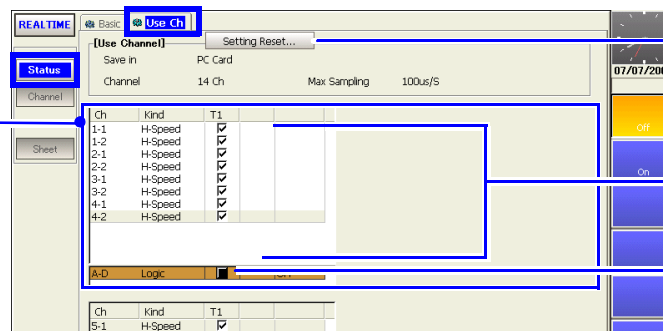 REALTIME Basic Use Ch
[Use Channel] Setting Reset...
Save in PC Card
Status
Channel 14 Ch Max Sampling 100us/S
07/07/200
Channel
Ch Kind T1
1-1 H-Speed
Off
1-2 H-Speed
2-1 H-Speed
Sheet
2-2 H-Speed
3-1 H-Speed
On
3-2 H-Speed
4-1 H-Speed
4-2 H-Speed
A-D Logic
Ch Kind T1
5-1 H-Speed